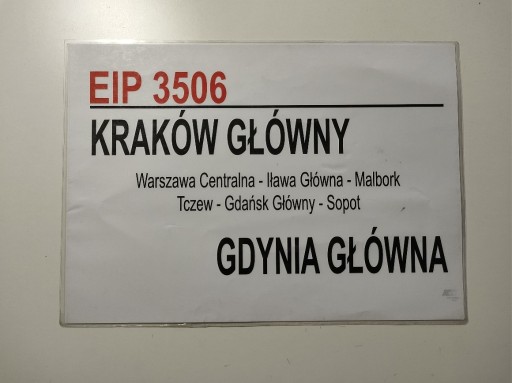 EIP 3506
KRAKÓW GŁÓWNY
Warszawa Centralna - Iława Główna - Malbork
Tczew - Gdańsk Główny - Sopot
GDYNIA GŁÓWNA